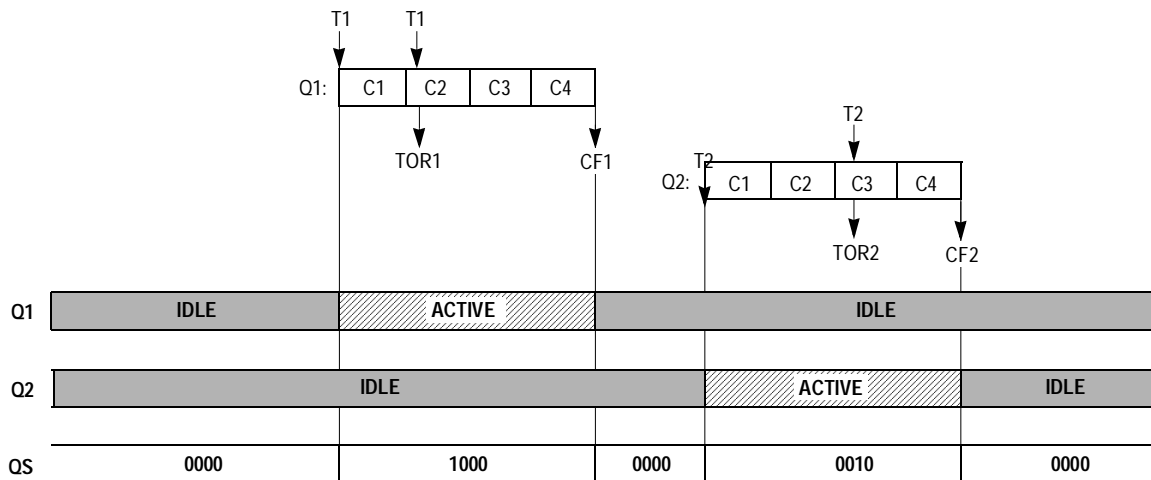 T1 T1
Q1: C1 C2 C3 C4
TOR1 CF1
T2
T2
Q2: C1 C2 C3 C4
TOR2 CF2
Q1 IDLE ACTIVE IDLE
Q2 IDLE ACTIVE IDLE
QS 0000 1000 0000 0010 0000